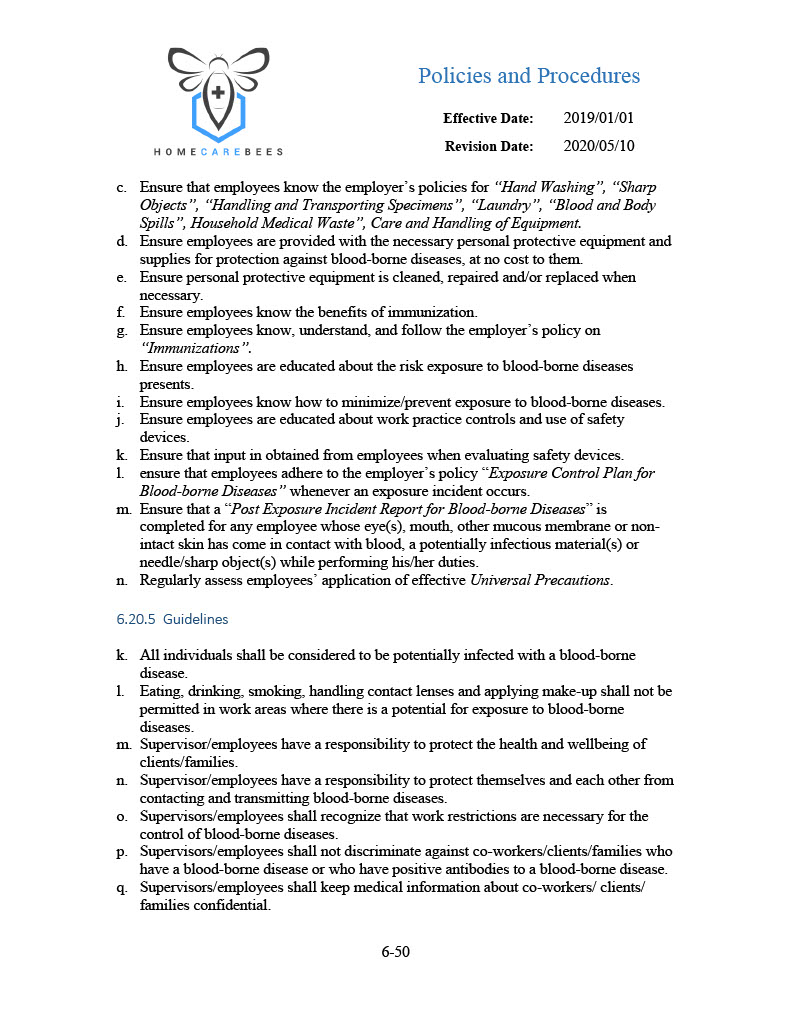 Policies and Procedures
Effective Date: 2019/01/01
Revision Date: 2020/05/10
HOMECAREBEES
c. Ensure that employees know the employer’s policies for “Hand Washing”, “Sharp
Objects”, “Handling and Transporting Specimens”, “Laundry”, “Blood and Body
Spills”, Household Medical Waste”, Care and Handling of Equipment.
d. Ensure employees are provided with the necessary personal protective equipment and
supplies for protection against blood-borne diseases, at no cost to them.
e. Ensure personal protective equipment is cleaned, repaired and/or replaced when
necessary.
f. Ensure employees know the benefits of immunization.
g. Ensure employees know, understand, and follow the employer’s policy on
“Immunizations”.
h. Ensure employees are educated about the risk exposure to blood-borne diseases
presents.
i. Ensure employees know how to minimize/prevent exposure to blood-borne diseases.
j. Ensure employees are educated about work practice controls and use of safety
devices.
k. Ensure that input in obtained from employees when evaluating safety devices.
l. ensure that employees adhere to the employer’s policy “Exposure Control Plan for
Blood-borne Diseases” whenever an exposure incident occurs.
m. Ensure that a “Post Exposure Incident Report for Blood-borne Diseases” is
completed for any employee whose eye(s), mouth, other mucous membrane or non-
intact skin has come in contact with blood, a potentially infectious material(s) or
needle/sharp object(s) while performing his/her duties.
n. Regularly assess employees’ application of effective Universal Precautions.
6.20.5 Guidelines
k. All individuals shall be considered to be potentially infected with a blood-borne
disease.
l. Eating, drinking, smoking, handling contact lenses and applying make-up shall not be
permitted in work areas where there is a potential for exposure to blood-borne
diseases.
m. Supervisor/employees have a responsibility to protect the health and wellbeing of
clients/families.
n. Supervisor/employees have a responsibility to protect themselves and each other from
contacting and transmitting blood-borne diseases.
o. Supervisors/employees shall recognize that work restrictions are necessary for the
control of blood-borne diseases.
p. Supervisors/employees shall not discriminate against co-workers/clients/families who
have a blood-borne disease or who have positive antibodies to a blood-borne disease.
q. Supervisors/employees shall keep medical information about co-workers/ clients/
families confidential.
6-50